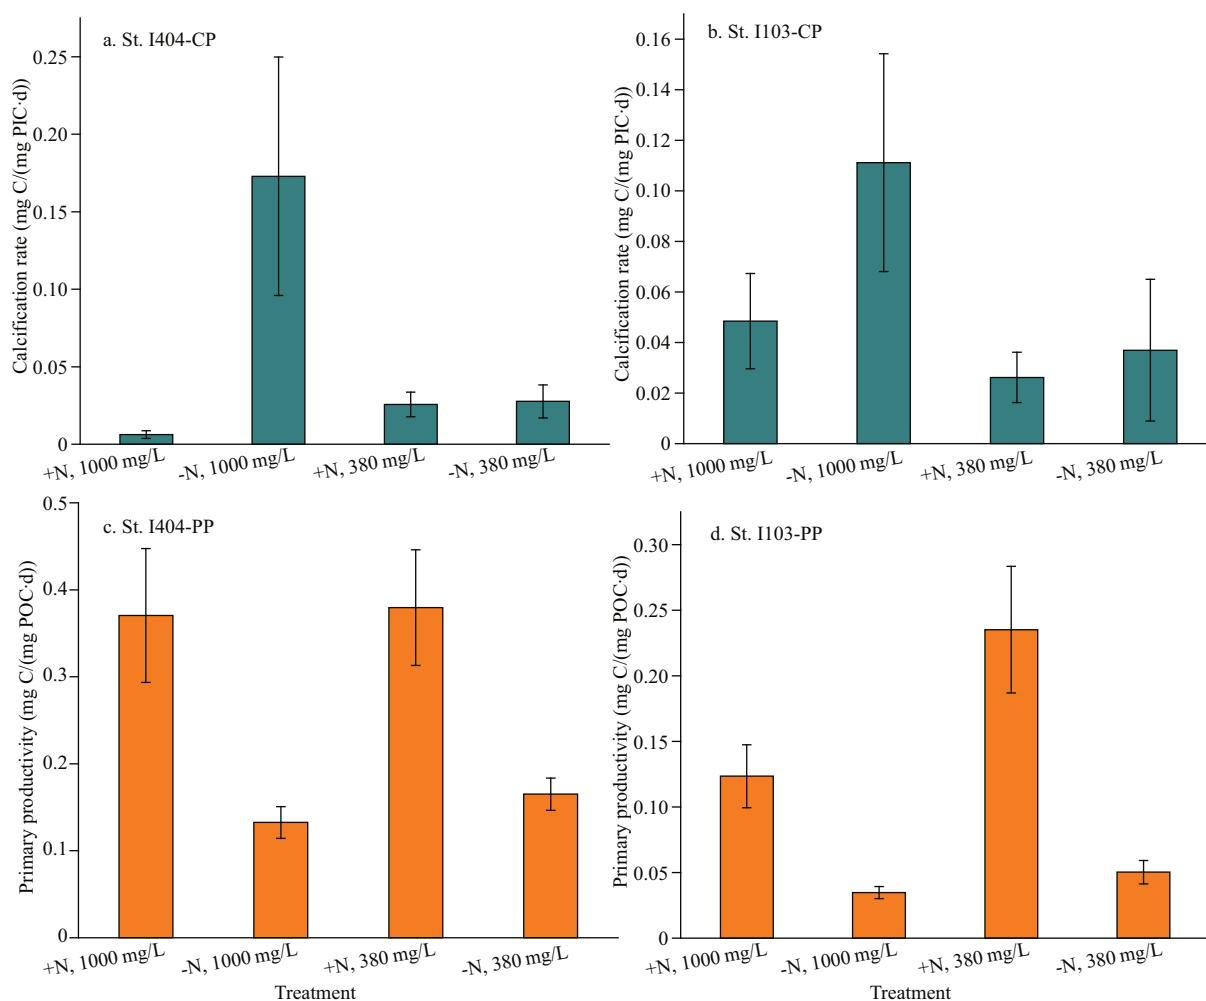 a. St. I404-CP
Calcification rate (mg C/(mg PIC·d))
0.25
0.20
0.15
0.10
0.05
0
+N, 1000 mg/L
-N, 1000 mg/L
+N, 380 mg/L
-N, 380 mg/L
b. St. I103-CP
Calcification rate (mg C/(mg PIC·d))
0.16
0.14
0.12
0.10
0.08
0.06
0.04
0.02
0
+N, 1000 mg/L
-N, 1000 mg/L
+N, 380 mg/L
-N, 380 mg/L
c. St. I404-PP
Primary productivity (mg C/(mg POC·d))
0.5
0.4
0.3
0.2
0.1
0
+N, 1000 mg/L
-N, 1000 mg/L
+N, 380 mg/L
-N, 380 mg/L
Treatment
d. St. I103-PP
Primary productivity (mg C/(mg POC·d))
0.30
0.25
0.20
0.15
0.10
0.05
0
+N, 1000 mg/L
-N, 1000 mg/L
+N, 380 mg/L
-N, 380 mg/L
Treatment